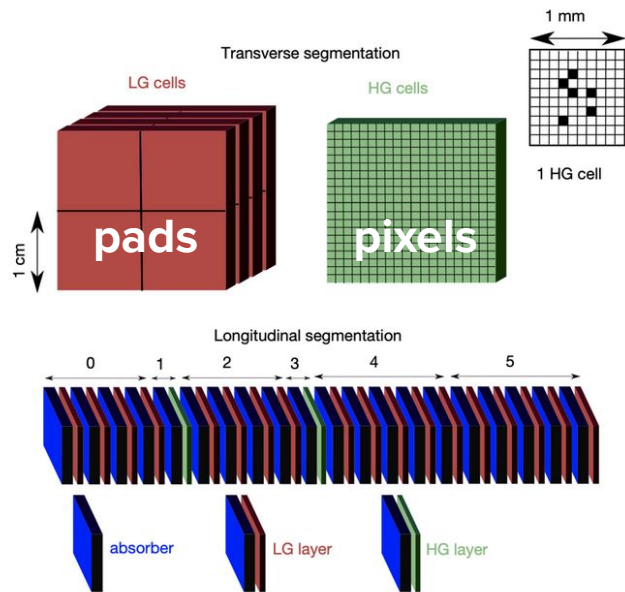 1 mm
Transverse segmentation
LG cells
HG cells
1 HG cell
pads
pixels
1 cm
Longitudinal segmentation
0 1 2 3 4 5
absorber
LG layer
HG layer